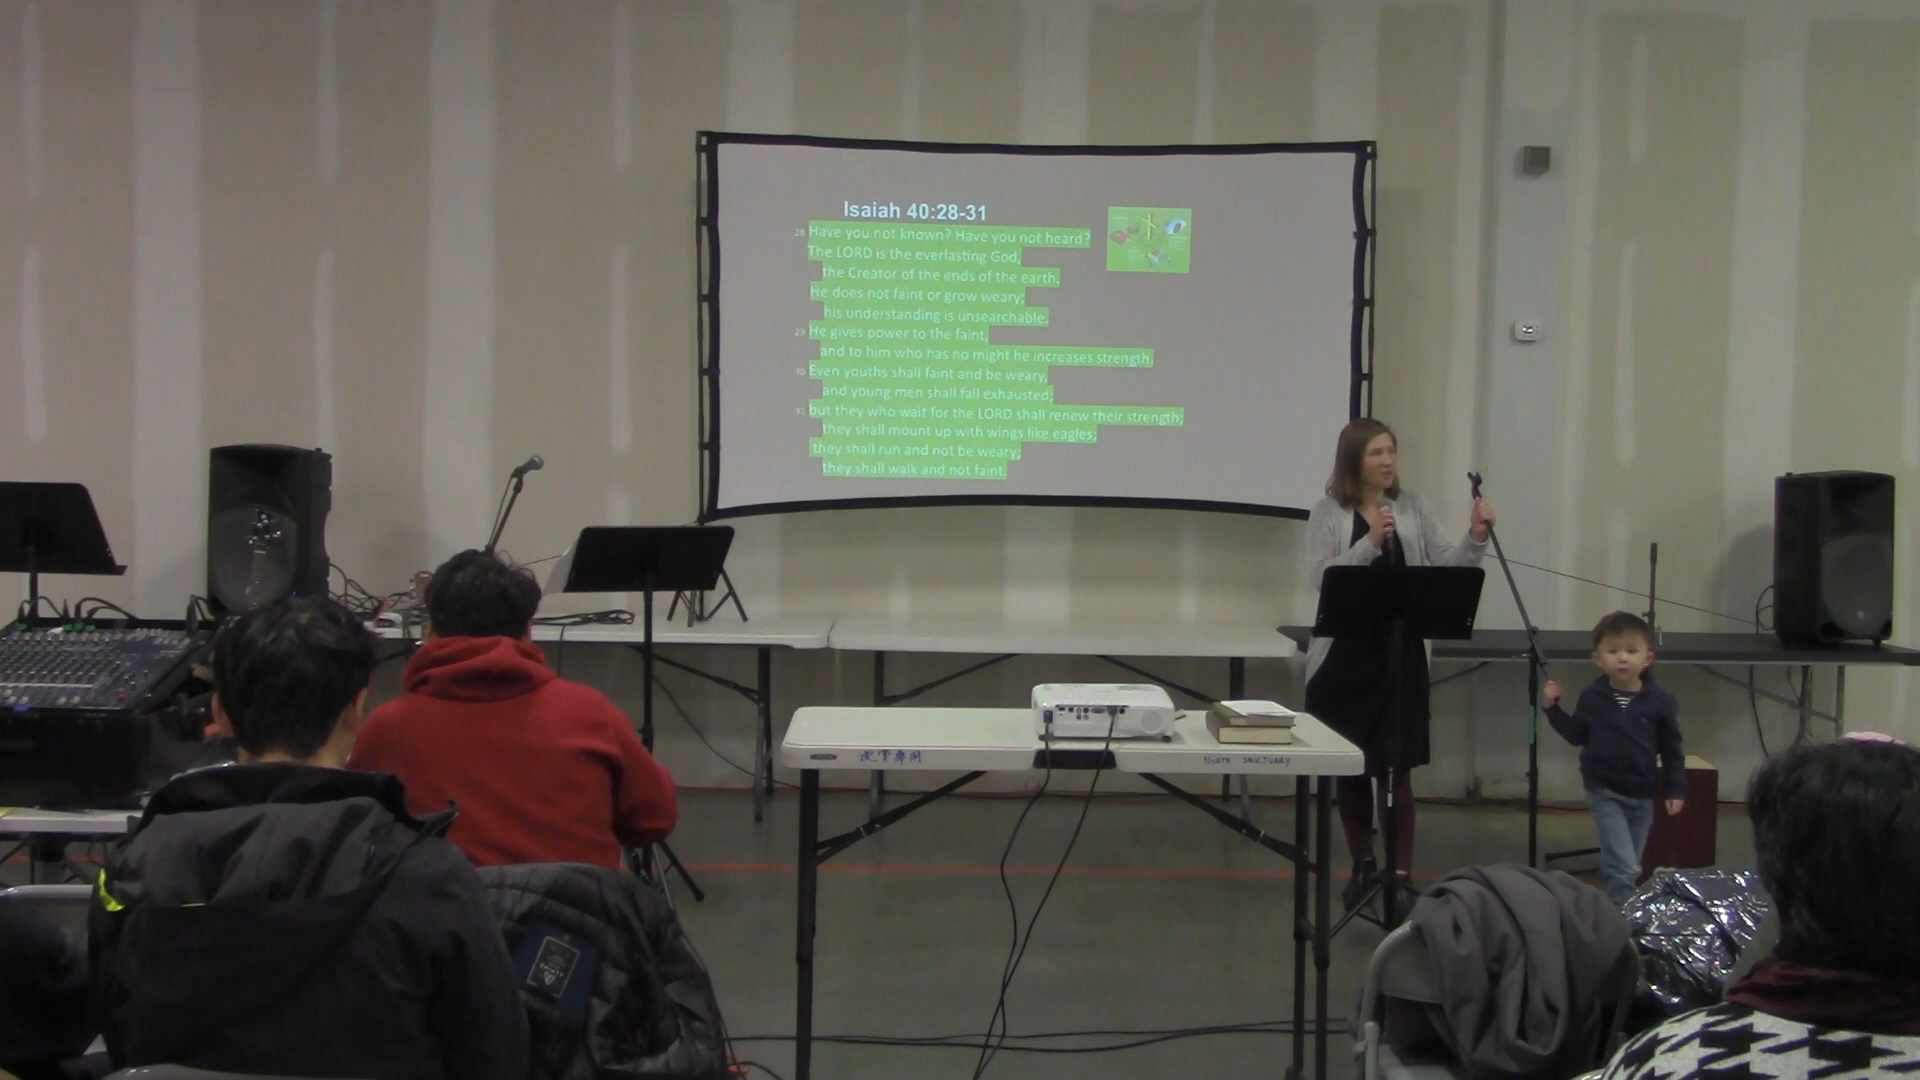 Isaiah 40:28-31
28 Have you not known? Have you not heard?
The LORD is the everlasting God,
the Creator of the ends of the earth.
He does not faint or grow weary;
his understanding is unsearchable.
29 He gives power to the faint,
and to him who has no might he increases strength.
30 Even youths shall faint and be weary,
and young men shall fall exhausted;
31 but they who wait for the LORD shall renew their strength;
they shall mount up with wings like eagles;
they shall run and not be weary;
they shall walk and not faint.
NORTH SANCTUARY